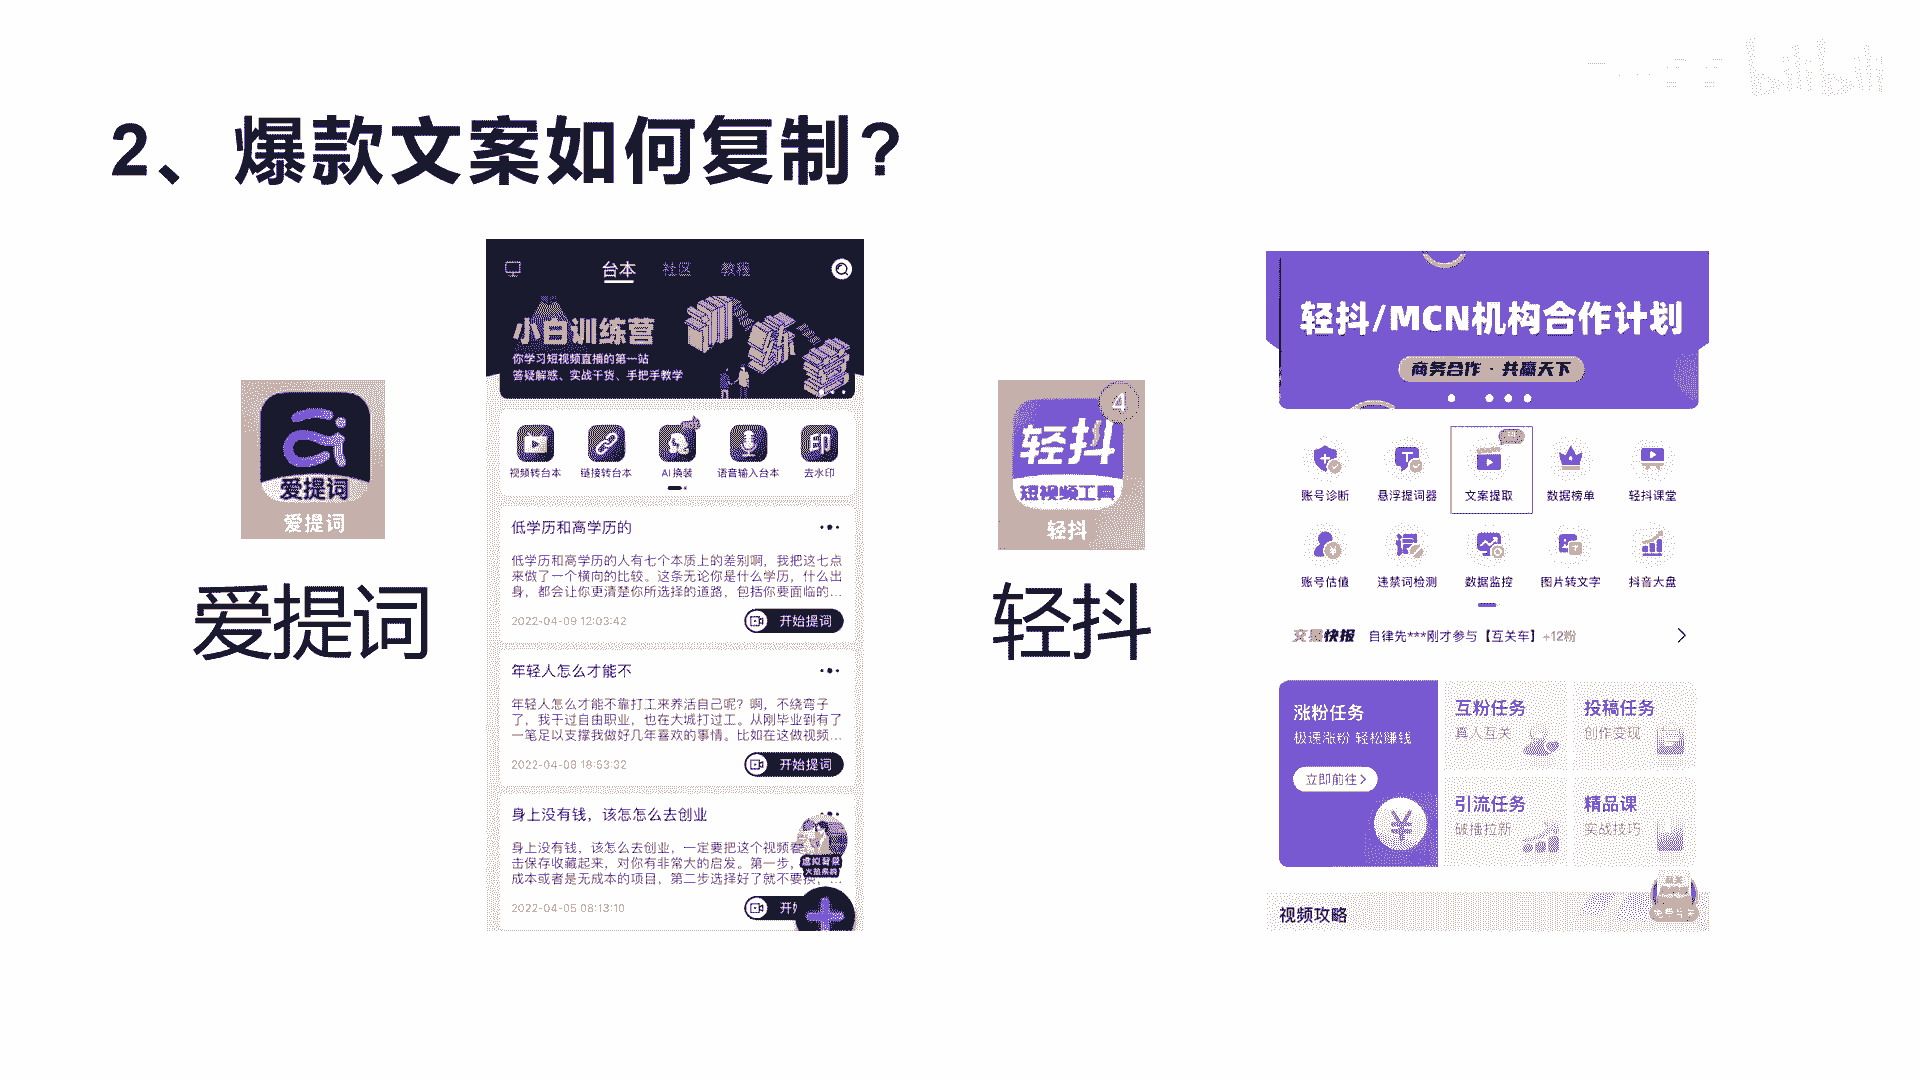 bilibili
2、爆款文案如何复制?
台本 社区 教程
小白训练营
你学习短视频直播的第一站
答疑解惑、实战干货、手把手教学
视频转台本 链接转台本 AI换装 语音输入台本 去水印
印
低学历和高学历的
低学历和高学历的人有七个本质上的差别啊，我把这七点
来做了一个横向的比较。这条无论你是什么学历，什么出
身，都会让你更清楚你所选择的道路，包括你要面临的...
2022-04-09 12:03:42
开始提词
年轻人怎么才能不
年轻人怎么才能不靠打工来养活自己呢？啊，不绕弯子
了，我干过自由职业，也在大城打过工。从刚毕业到有了
一笔足以支撑我做好几年喜欢的事情。比如在这做视频...
2022-04-08 18:53:32
开始提词
身上没有钱，该怎怎么去创业
身上没有钱，该怎么去创业，一定要把这个视频
击保存收藏起来，对你有非常大的启发。第一步，
成本或者是无成本的项目，第二步选择好了就不要换，...
2022-04-05 08:13:10
虚拟背景
爱提词
爱提词
爱提词
4
轻抖
短视频工具
轻抖
轻抖
轻抖/MCN机构合作计划
商务合作 · 共赢天下
账号诊断 悬浮提词器 文案提取 数据榜单 轻抖课堂
账号估值 违禁词检测 数据监控 图片转文字 抖音大盘
交易快报 自律先***刚才参与【互关车】+12粉
涨粉任务
极速涨粉 轻松赚钱
立即前往
互粉任务
真人互关
投稿任务
创作变现
引流任务
破播拉新
精品课
实战技巧
视频攻略